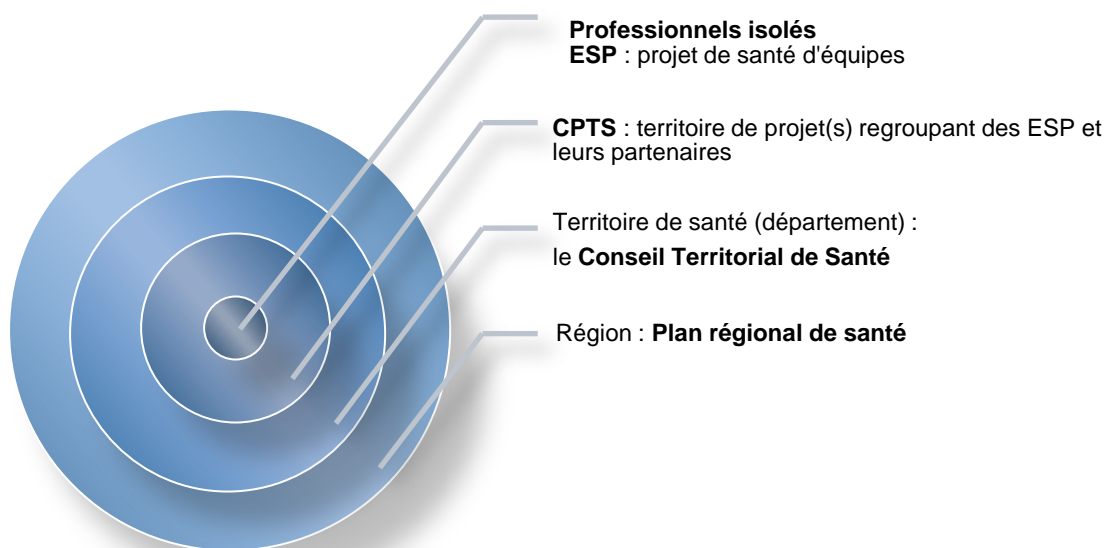 Professionnels isolés
ESP : projet de santé d'équipes
CPTS : territoire de projet(s) regroupant des ESP et
leurs partenaires
Territoire de santé (département) :
le Conseil Territorial de Santé
Région : Plan régional de santé